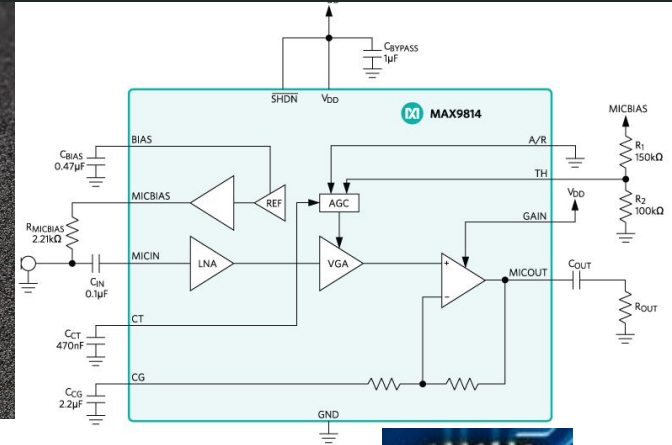 CBYPASS
1µF
SHDN
VDD
MAX9814
MICBIAS
BIAS
A/R
R1
150kΩ
CBIAS
0.47µF
TH
MICBIAS
REF
AGC
VDD
R2
100kΩ
RMICBIAS
2.21kΩ
GAIN
MICIN
LNA
VGA
+
−
MICOUT
COUT
CIN
0.1µF
ROUT
CT
CCT
470nF
CG
CCG
2.2µF
GND